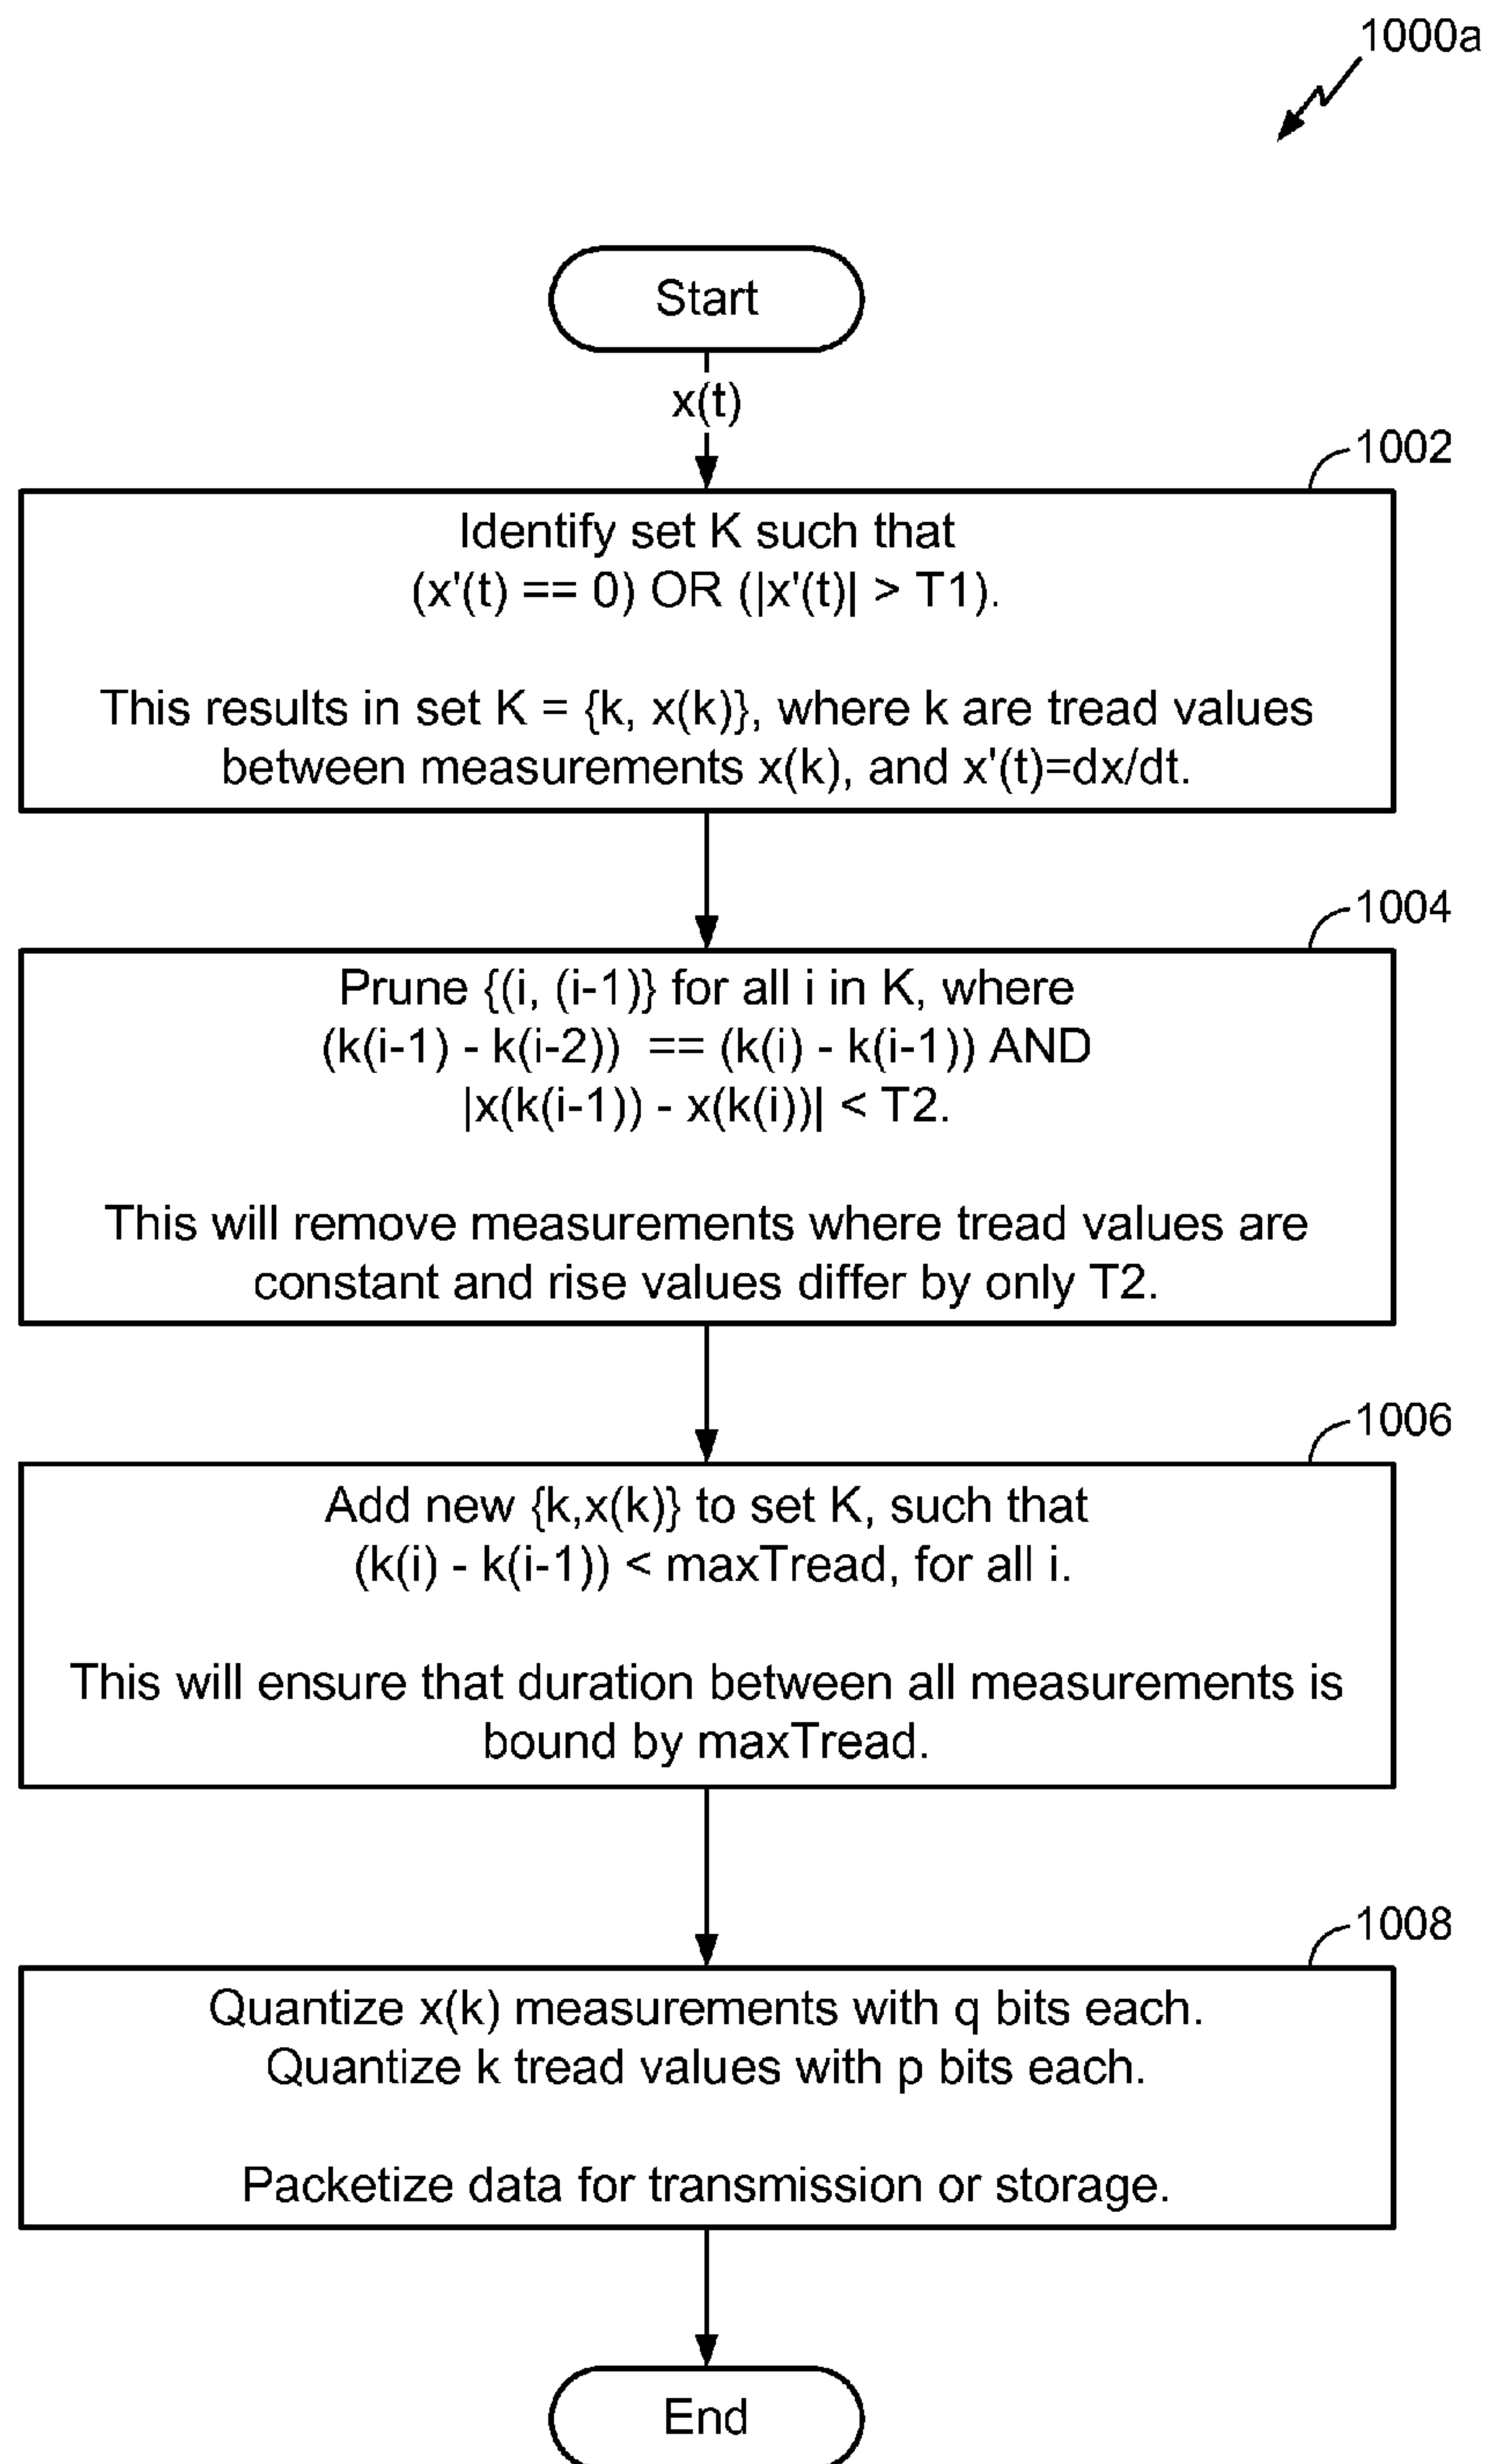 1000a
Start
x(t)
1002
Identify set K such that
(x'(t) == 0) OR (|x'(t)| > T1).
This results in set K = {k, x(k)}, where k are tread values
between measurements x(k), and x'(t)=dx/dt.
1004
Prune {(i, (i-1)} for all i in K, where
(k(i-1) - k(i-2)) == (k(i) - k(i-1)) AND
|x(k(i-1)) - x(k(i))| < T2.
This will remove measurements where tread values are
constant and rise values differ by only T2.
1006
Add new {k,x(k)} to set K, such that
(k(i) - k(i-1)) < maxTread, for all i.
This will ensure that duration between all measurements is
bound by maxTread.
1008
Quantize x(k) measurements with q bits each.
Quantize k tread values with p bits each.
Packetize data for transmission or storage.
End